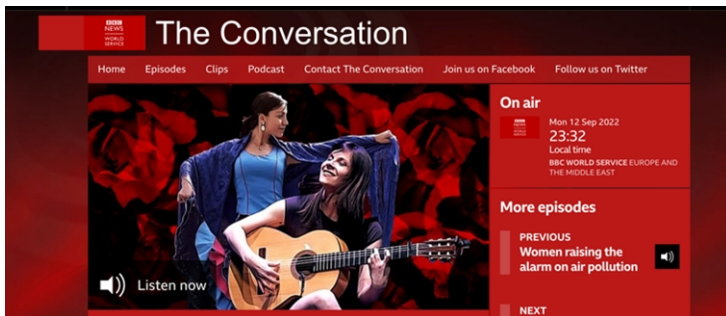 BBC
NEWS
WORLD
SERVICE
The Conversation
Home Episodes Clips Podcast Contact The Conversation Join us on Facebook Follow us on Twitter
Listen now
On air
BBC
NEWS
WORLD
SERVICE
Mon 12 Sep 2022
23:32
Local time
BBC WORLD SERVICE EUROPE AND
THE MIDDLE EAST
More episodes
PREVIOUS
Women raising the
alarm on air pollution
NEXT